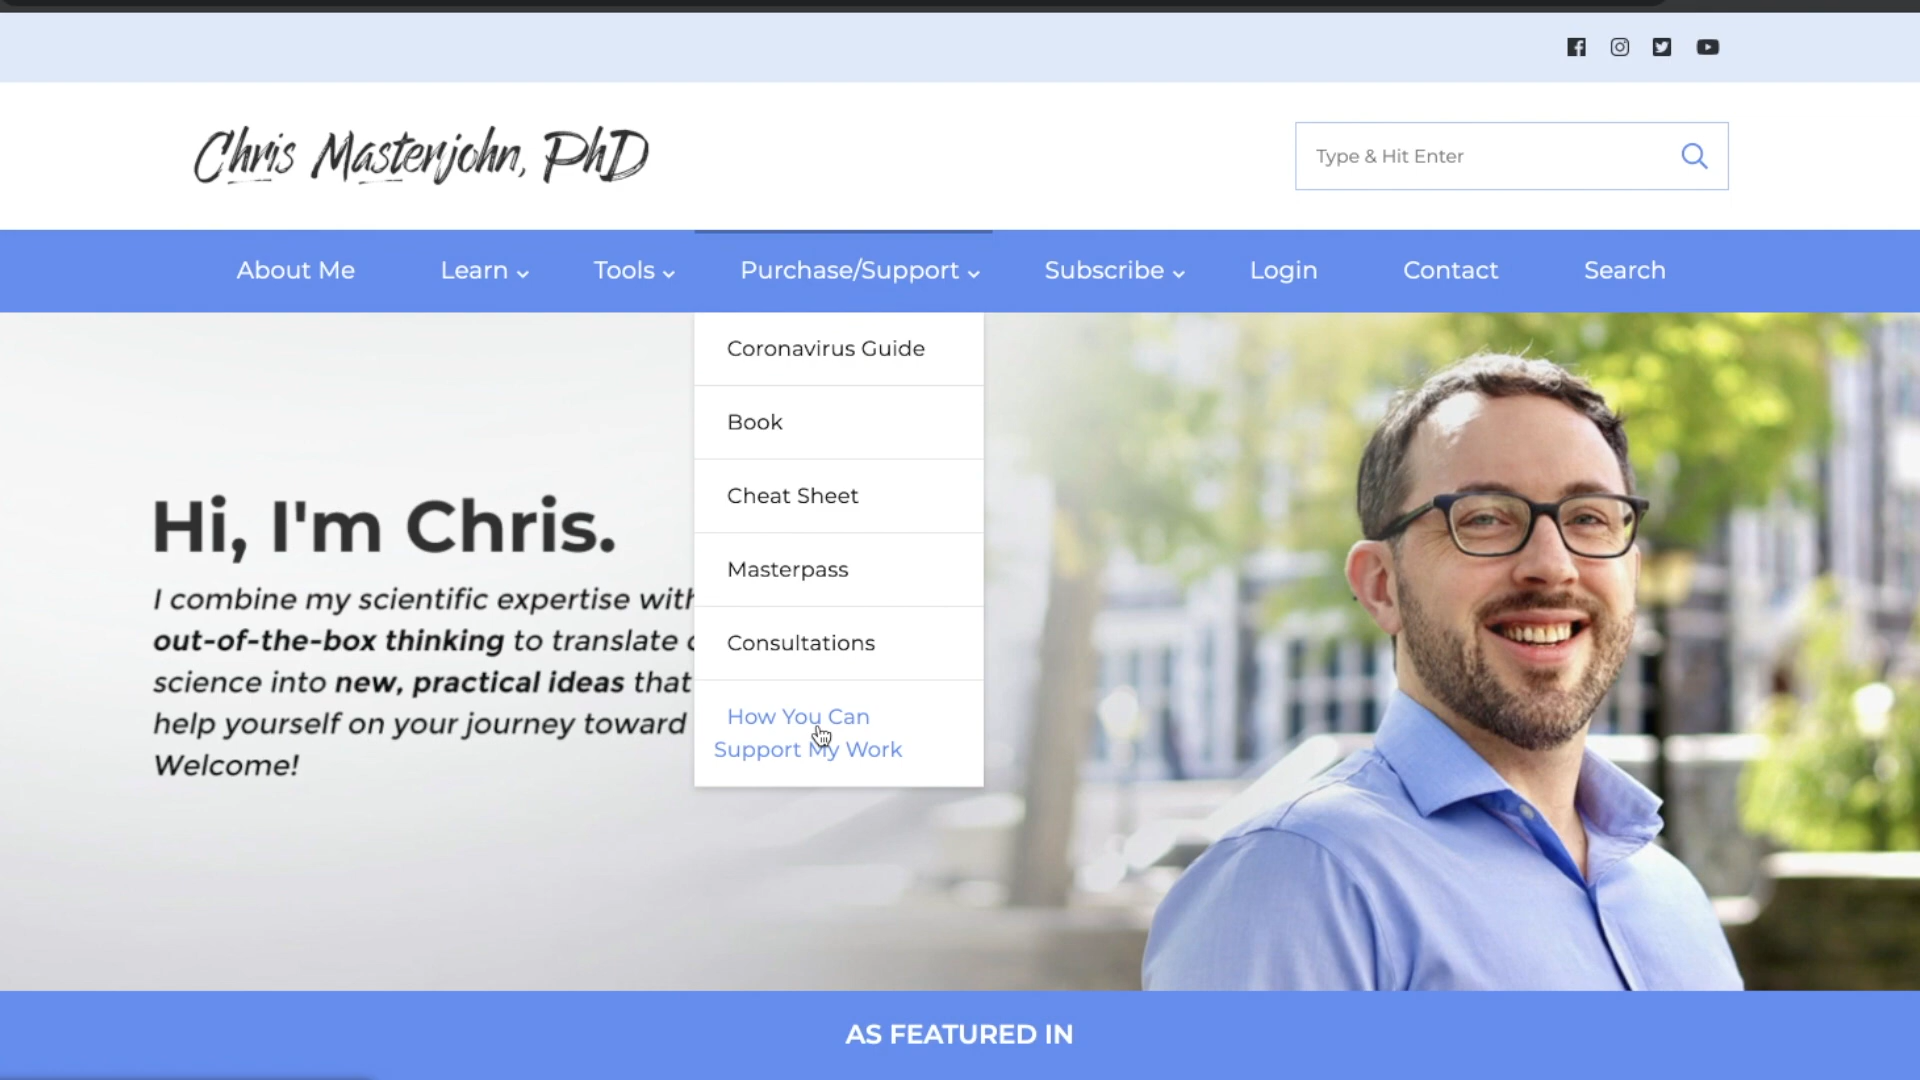 Chris Masterjohn, PhD
Type & Hit Enter
About Me Learn Tools Purchase/Support Subscribe Login Contact Search
Coronavirus Guide
Book
Cheat Sheet
Masterpass
Consultations
How You Can
Support My Work
Hi, I'm Chris.
I combine my scientific expertise with
out-of-the-box thinking to translate
science into new, practical ideas that
help yourself on your journey toward
Welcome!
AS FEATURED IN